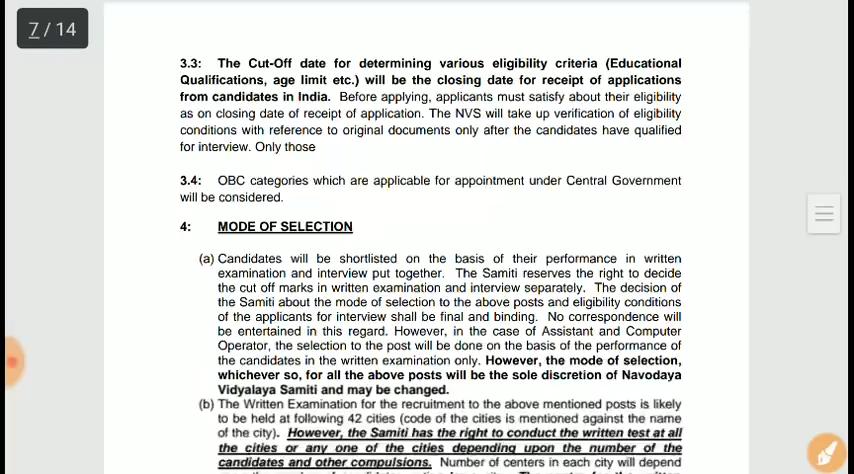 7 / 14
3.3: The Cut-Off date for determining various eligibility criteria (Educational
Qualifications, age limit etc.) will be the closing date for receipt of applications
from candidates in India. Before applying, applicants must satisfy about their eligibility
as on closing date of receipt of application. The NVS will take up verification of eligibility
conditions with reference to original documents only after the candidates have qualified
for interview. Only those
3.4: OBC categories which are applicable for appointment under Central Government
will be considered.
4: MODE OF SELECTION
(a) Candidates will be shortlisted on the basis of their performance in written
examination and interview put together. The Samiti reserves the right to decide
the cut off marks in written examination and interview separately. The decision of
the Samiti about the mode of selection to the above posts and eligibility conditions
of the applicants for interview shall be final and binding. No correspondence will
be entertained in this regard. However, in the case of Assistant and Computer
Operator, the selection to the post will be done on the basis of the performance of
the candidates in the written examination only. However, the mode of selection,
whichever so, for all the above posts will be the sole discretion of Navodaya
Vidyalaya Samiti and may be changed.
(b) The Written Examination for the recruitment to the above mentioned posts is likely
to be held at following 42 cities (code of the cities is mentioned against the name
of the city). However, the Samiti has the right to conduct the written test at all
the cities or any one of the cities depending upon the number of the
candidates and other compulsions. Number of centers in each city will depend